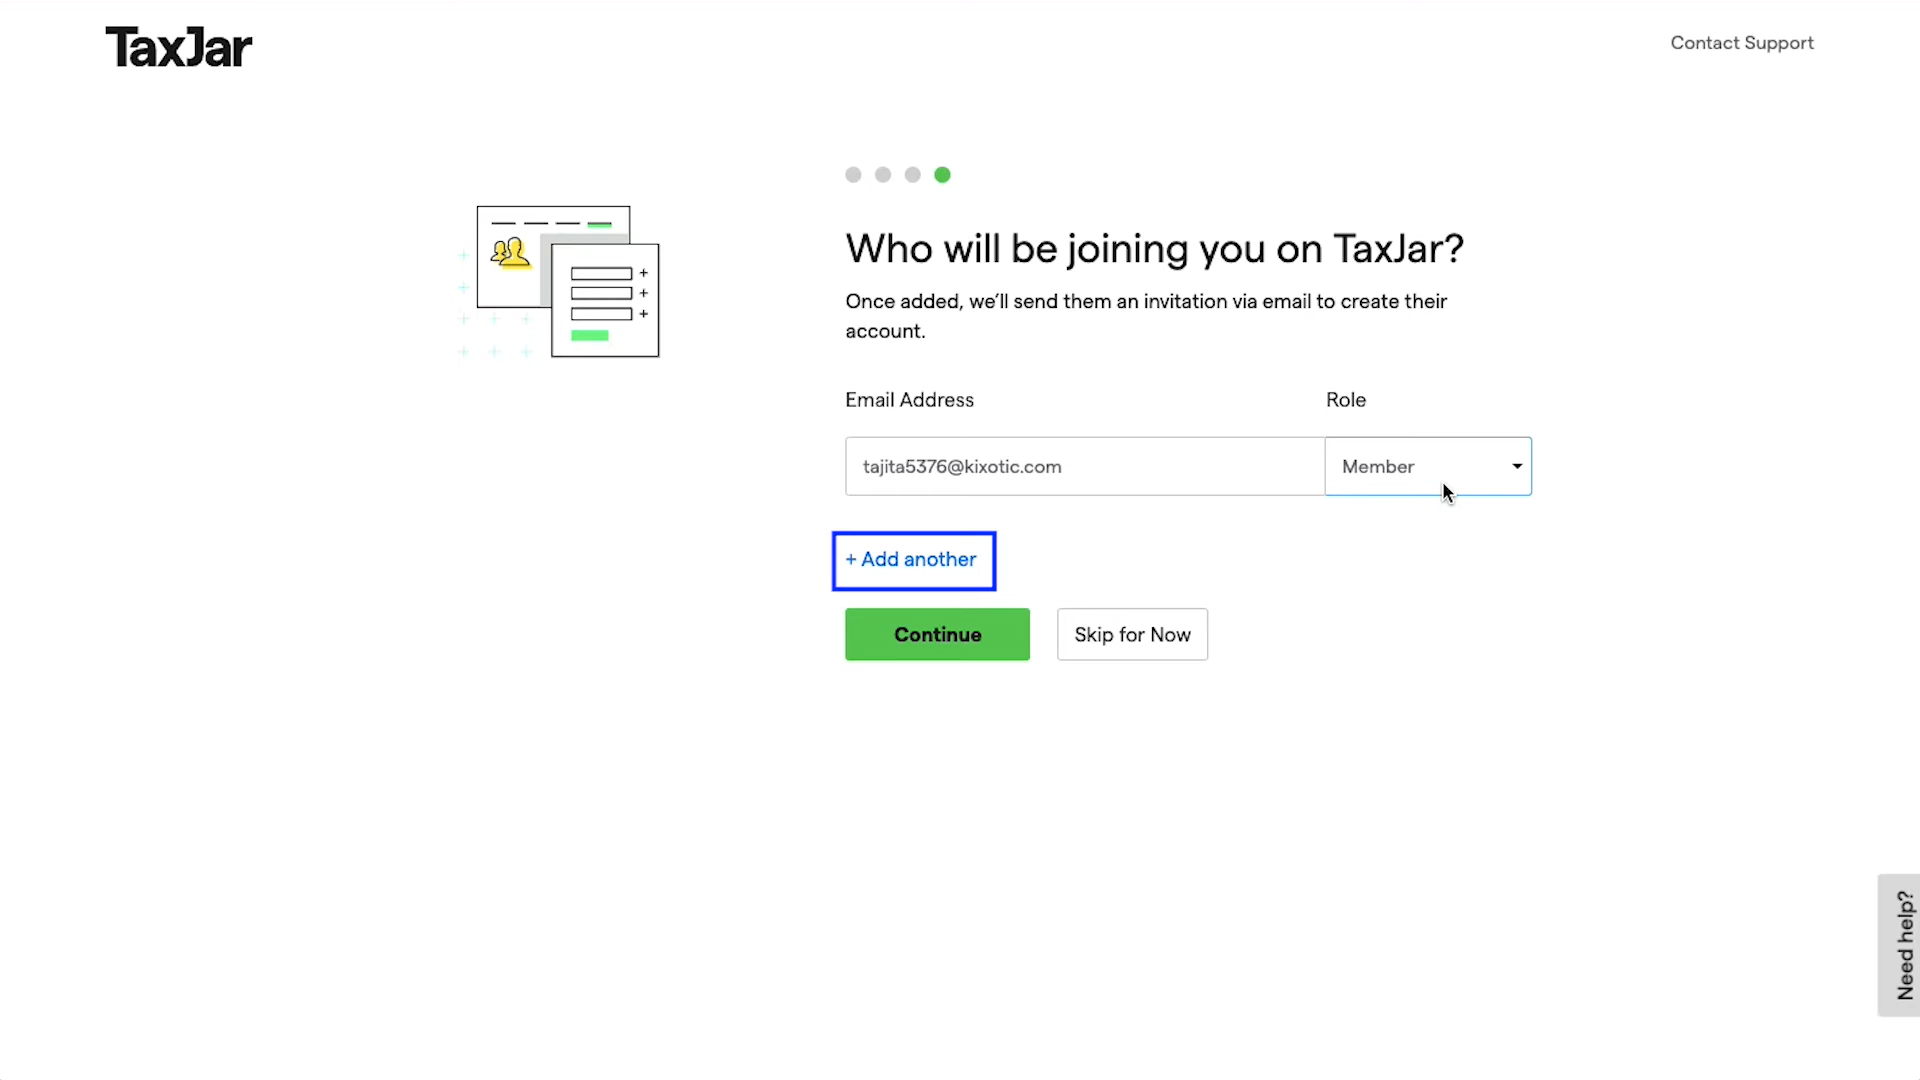 TaxJar
Contact Support
Who will be joining you on TaxJar?
Once added, we'll send them an invitation via email to create their
account.
Email Address
Role
tajita5376@kixotic.com
Member
+ Add another
Continue
Skip for Now
Need help?